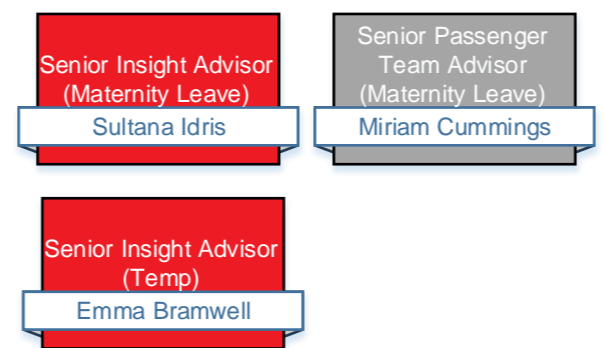 Senior Insight Advisor
(Maternity Leave)
Sultana Idris
Senior Passenger
Team Advisor
(Maternity Leave)
Miriam Cummings
Senior Insight Advisor
(Temp)
Emma Bramwell